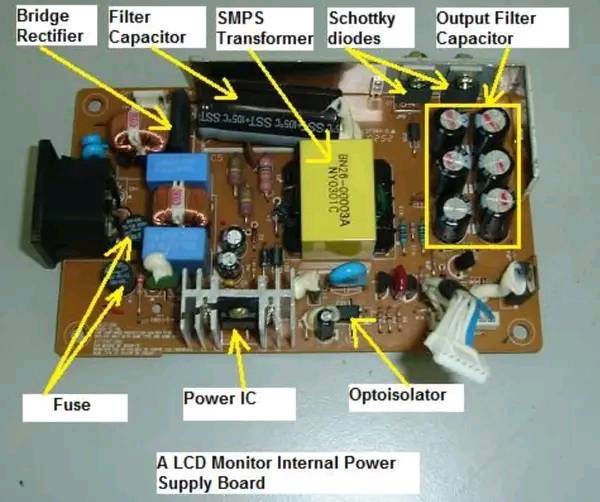 Bridge
Rectifier
Filter
Capacitor
SMPS
Transformer
Schottky
diodes
Output Filter
Capacitor
SST +105°C SST +105°C
C5
BN26-00003A
NY0301C
Fuse
Power IC
Optoisolator
A LCD Monitor Internal Power
Supply Board